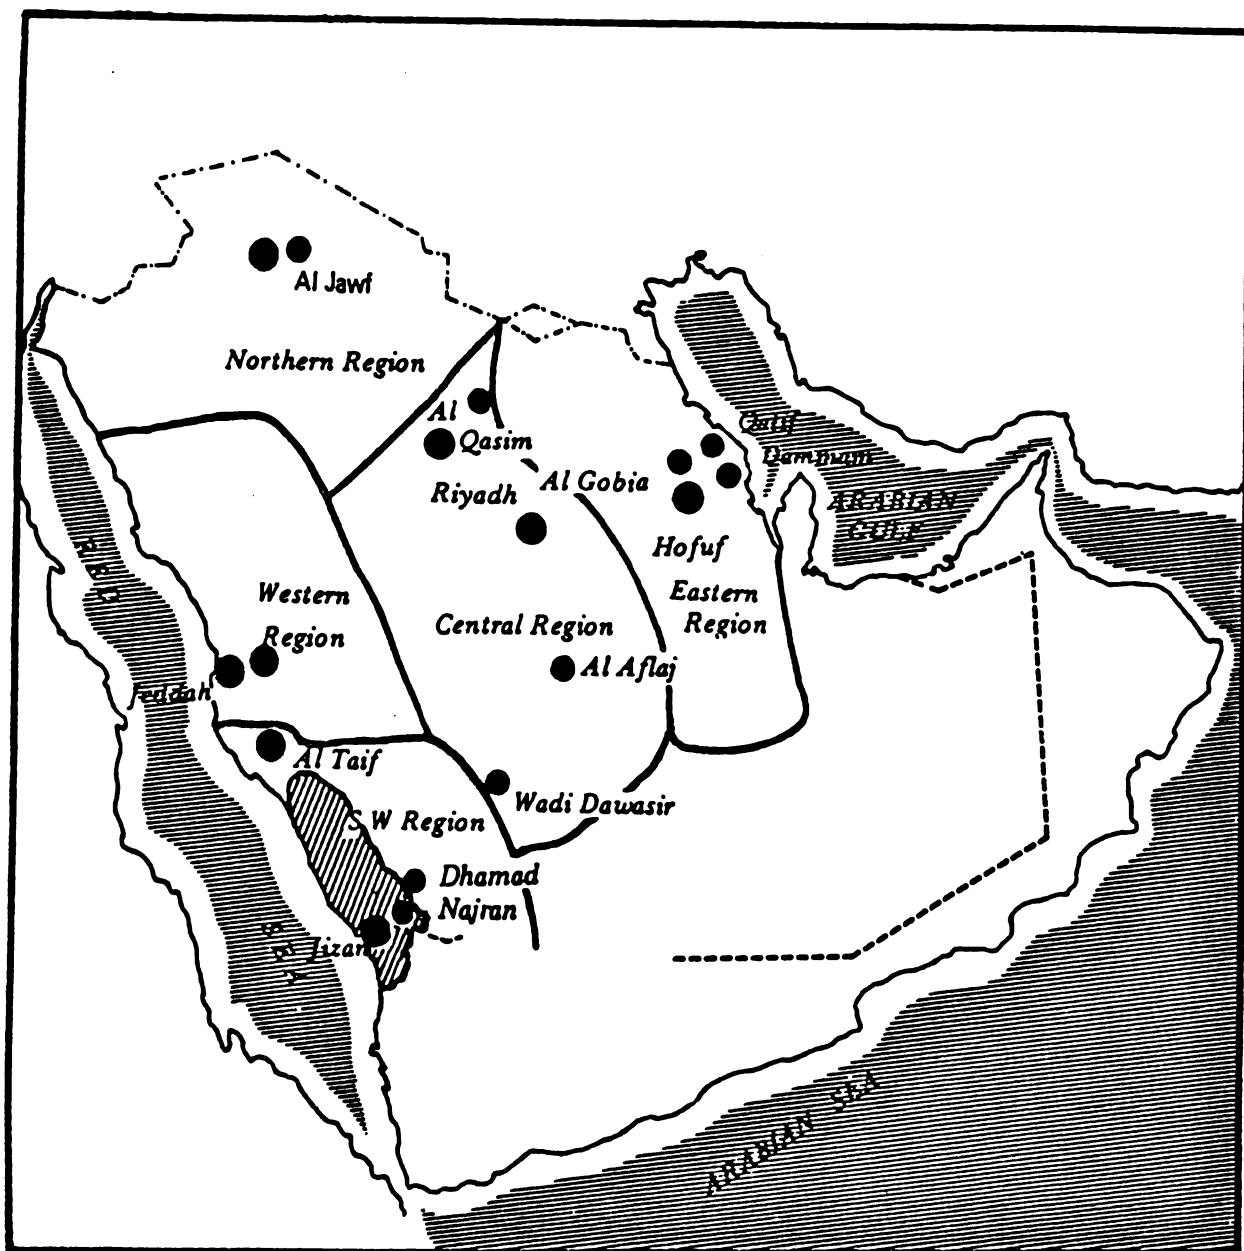 Al Jawf
Northern Region
Al
Qasim
Qatif
Dammam
Riyadh
Al Gobia
ARABIAN
GULF
Hofuf
Eastern
Region
RED
Western
Region
Central Region
Al Aflaj
Jeddah
Al Taif
Wadi Dawasir
S W Region
Dhamad
Najran
Jizan
SEA
ARABIAN SEA